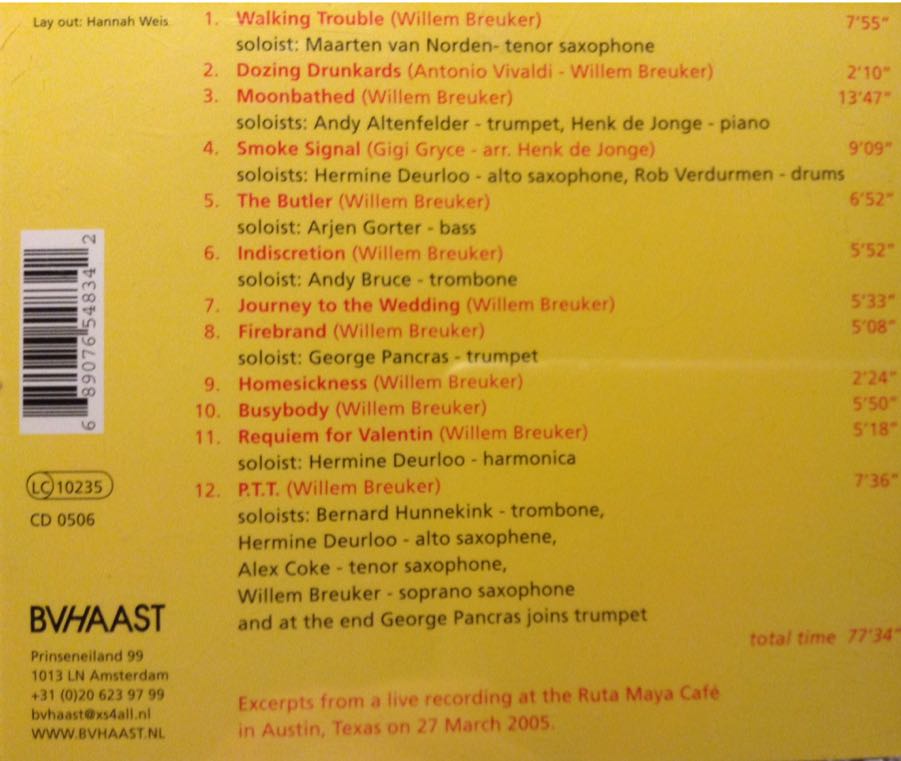 Lay out: Hannah Weis
1. Walking Trouble (Willem Breuker) 7'55"
soloist: Maarten van Norden- tenor saxophone
2. Dozing Drunkards (Antonio Vivaldi - Willem Breuker) 2'10"
3. Moonbathed (Willem Breuker) 13'47"
soloists: Andy Altenfelder - trumpet, Henk de Jonge - piano
4. Smoke Signal (Gigi Gryce - arr. Henk de Jonge) 9'09"
soloists: Hermine Deurloo - alto saxophone, Rob Verdurmen - drums
5. The Butler (Willem Breuker) 6'52"
soloist: Arjen Gorter - bass
6. Indiscretion (Willem Breuker) 5'52"
soloist: Andy Bruce - trombone
7. Journey to the Wedding (Willem Breuker) 5'33"
8. Firebrand (Willem Breuker) 5'08"
soloist: George Pancras - trumpet
9. Homesickness (Willem Breuker) 2'24"
10. Busybody (Willem Breuker) 5'50"
11. Requiem for Valentin (Willem Breuker) 5'18"
soloist: Hermine Deurloo - harmonica
12. P.T.T. (Willem Breuker) 7'36"
soloists: Bernard Hunnekink - trombone,
Hermine Deurloo - alto saxophene,
Alex Coke - tenor saxophone,
Willem Breuker - soprano saxophone
and at the end George Pancras joins trumpet
total time 77'34"
Excerpts from a live recording at the Ruta Maya Café
in Austin, Texas on 27 March 2005.
6 89076 54834 2
LC 10235
CD 0506
BVHAAST
Prinseneiland 99
1013 LN Amsterdam
+31 (0)20 623 97 99
bvhaast@xs4all.nl
WWW.BVHAAST.NL